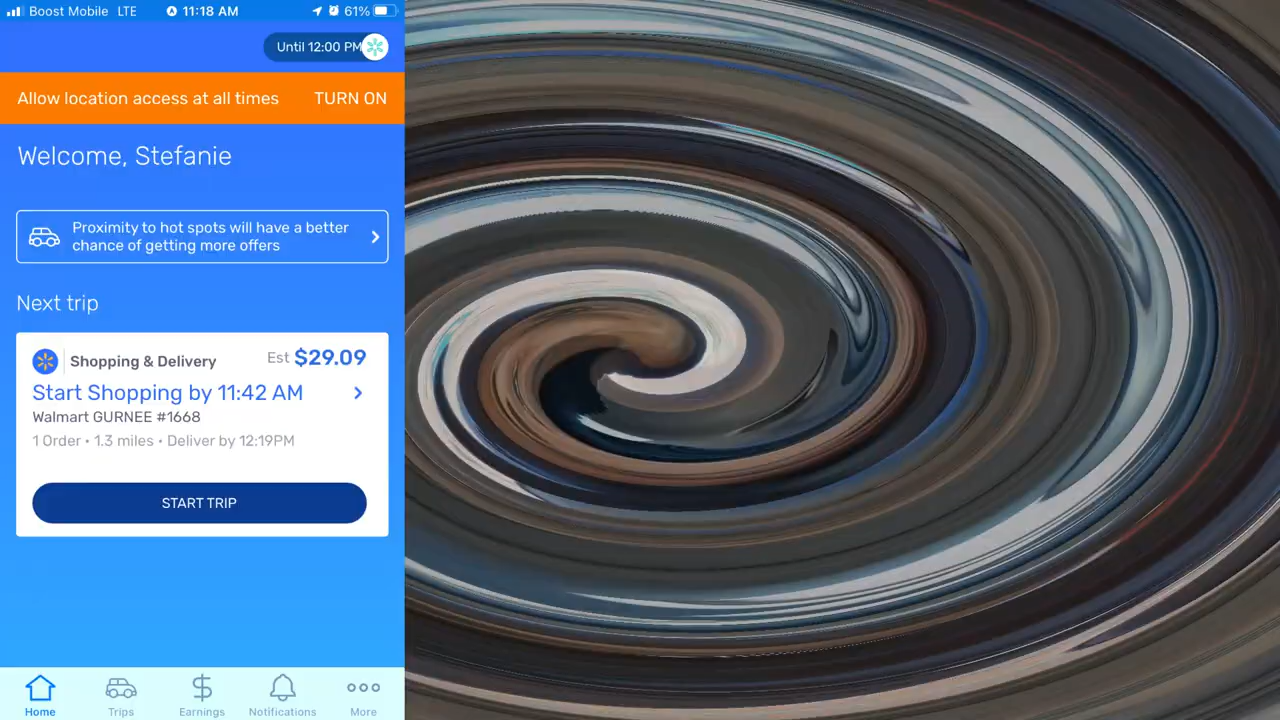 Boost Mobile LTE 11:18 AM 61%
Until 12:00 PM
Allow location access at all times TURN ON
Welcome, Stefanie
Proximity to hot spots will have a better
chance of getting more offers
Next trip
Shopping & Delivery Est $29.09
Start Shopping by 11:42 AM
Walmart GURNEE #1668
1 Order • 1.3 miles • Deliver by 12:19PM
START TRIP
Home Trips Earnings Notifications More